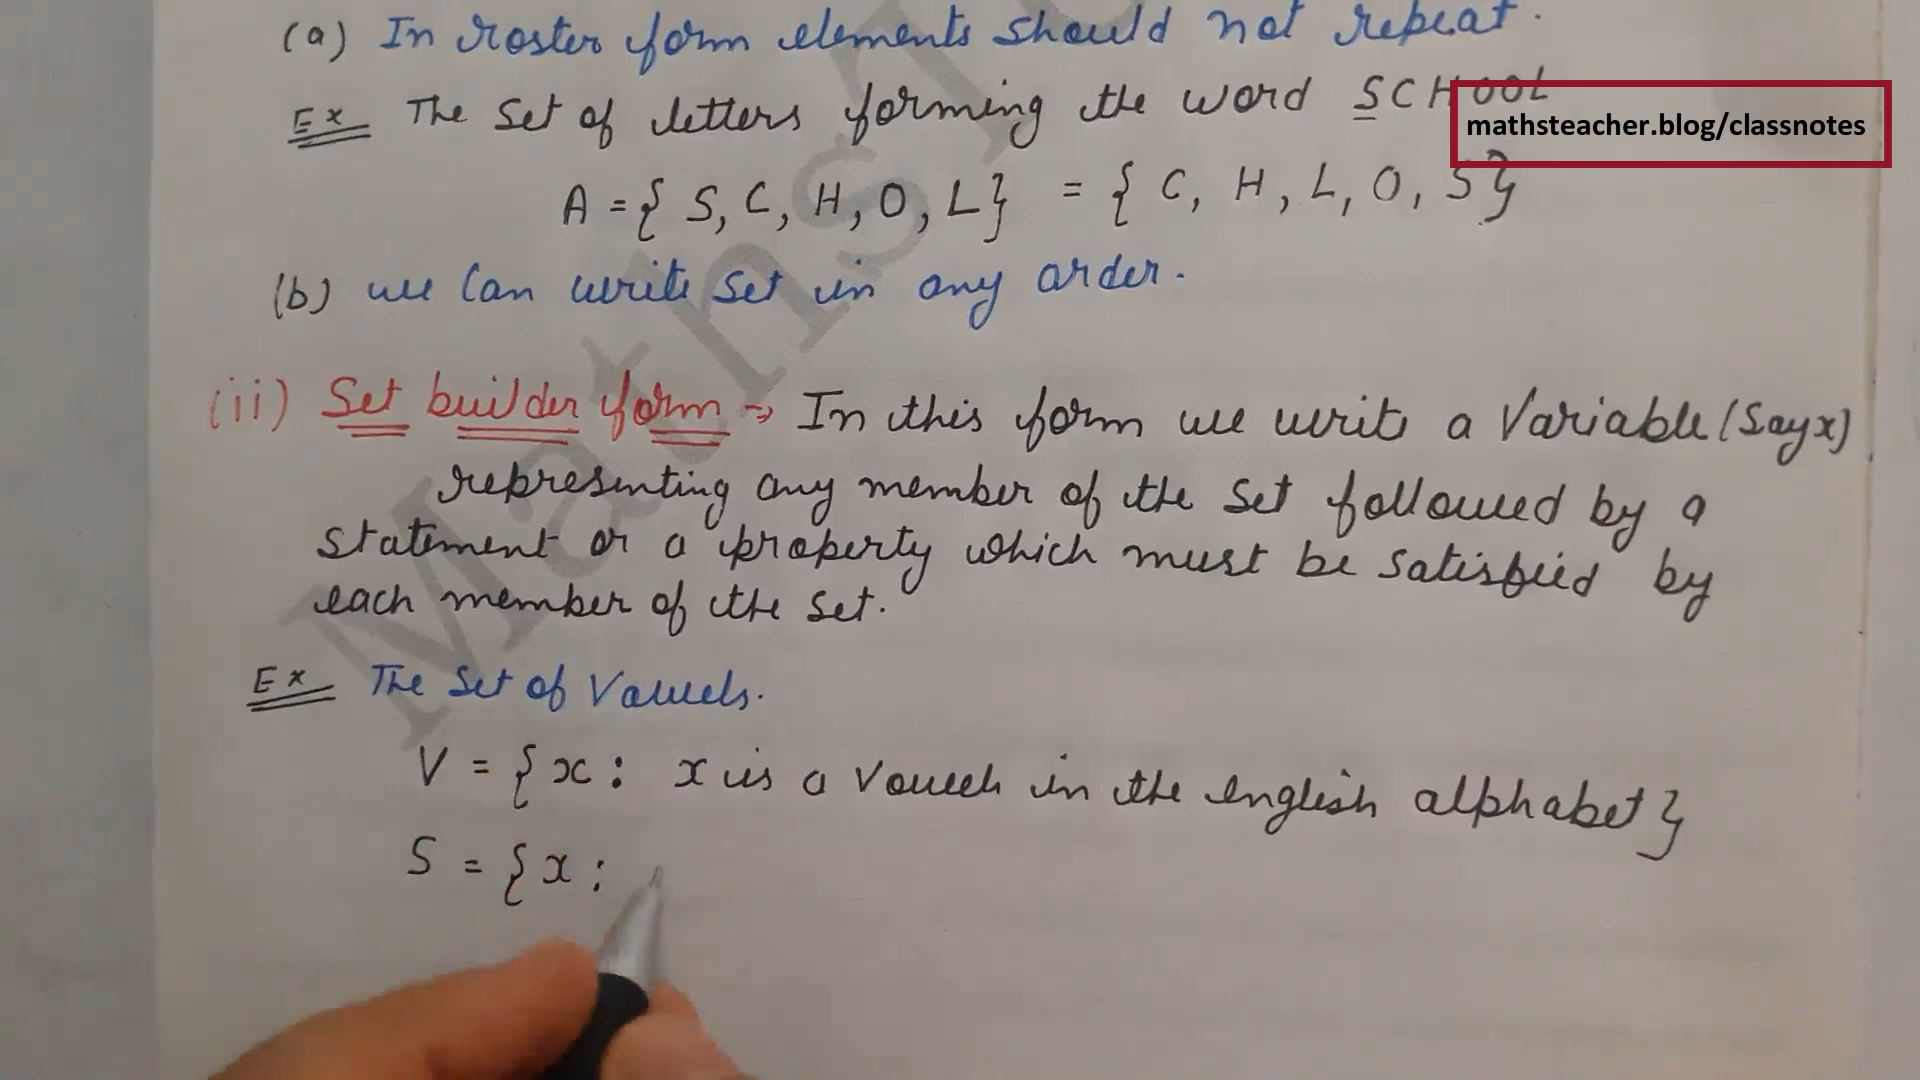 (a) In roster form elements should not repeat.
Ex The Set of letters forming the word SCHOOL
mathsteacher.blog/classnotes
A = { S, C, H, O, L } = { C, H, L, O, S }
(b) we can write set in any order.
(ii) Set builder form → In this form we write a Variable (Say x)
representing any member of the set followed by a
statement or a property which must be satisfied by
each member of the set.
Ex The Set of Vowels.
V = { x : x is a vowel in the english alphabet }
S = { x :
Maths T